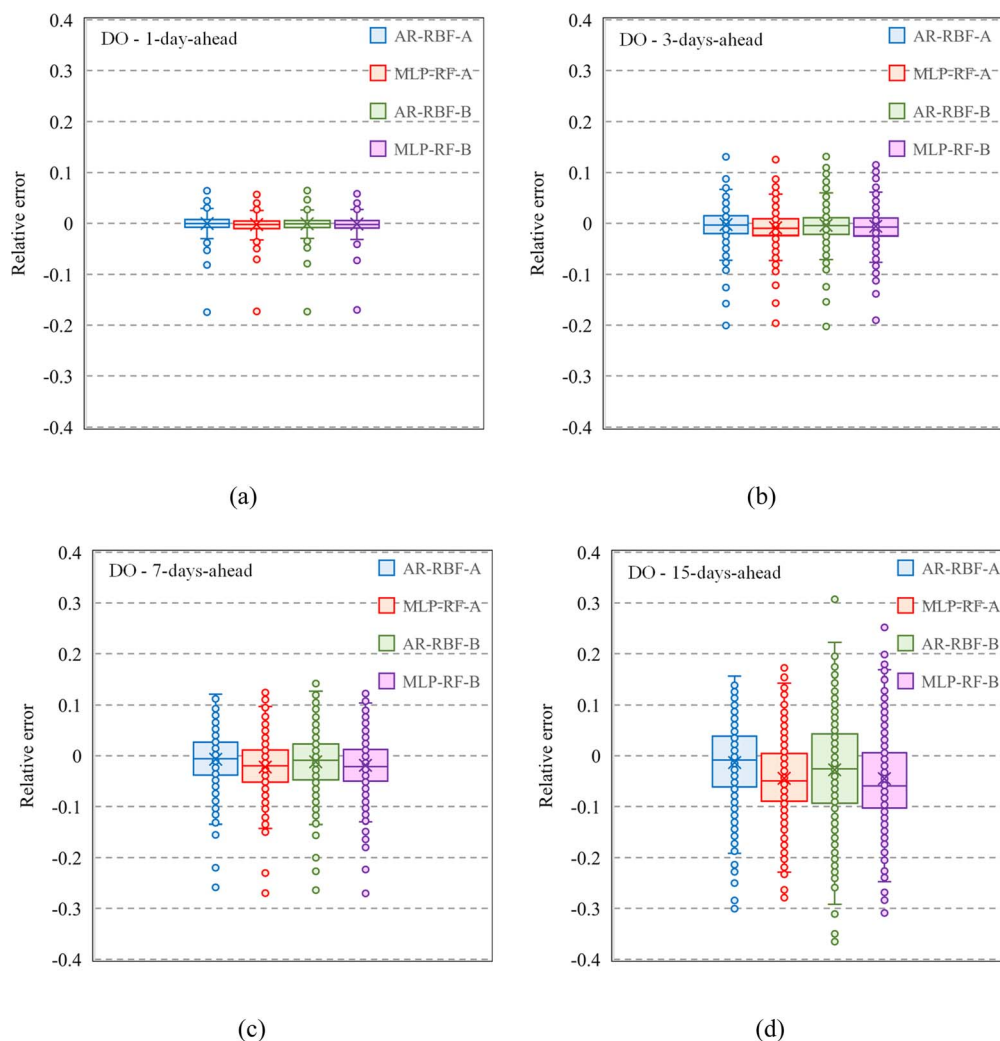 0.4
0.3
0.2
0.1
0
-0.1
-0.2
-0.3
-0.4
Relative error
DO - 1-day-ahead
AR-RBF-A
MLP-RF-A
AR-RBF-B
MLP-RF-B
(a)
0.4
0.3
0.2
0.1
0
-0.1
-0.2
-0.3
-0.4
Relative error
DO - 3-days-ahead
AR-RBF-A
MLP-RF-A
AR-RBF-B
MLP-RF-B
(b)
0.4
0.3
0.2
0.1
0
-0.1
-0.2
-0.3
-0.4
Relative error
DO - 7-days-ahead
AR-RBF-A
MLP-RF-A
AR-RBF-B
MLP-RF-B
(c)
0.4
0.3
0.2
0.1
0
-0.1
-0.2
-0.3
-0.4
Relative error
DO - 15-days-ahead
AR-RBF-A
MLP-RF-A
AR-RBF-B
MLP-RF-B
(d)